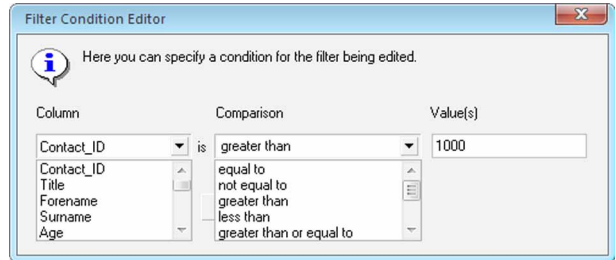 Filter Condition Editor
Here you can specify a condition for the filter being edited.
Column Comparison Value(s)
Contact_ID is greater than 1000
Contact_ID equal to
Title not equal to
Forename greater than
Surname less than
Age greater than or equal to